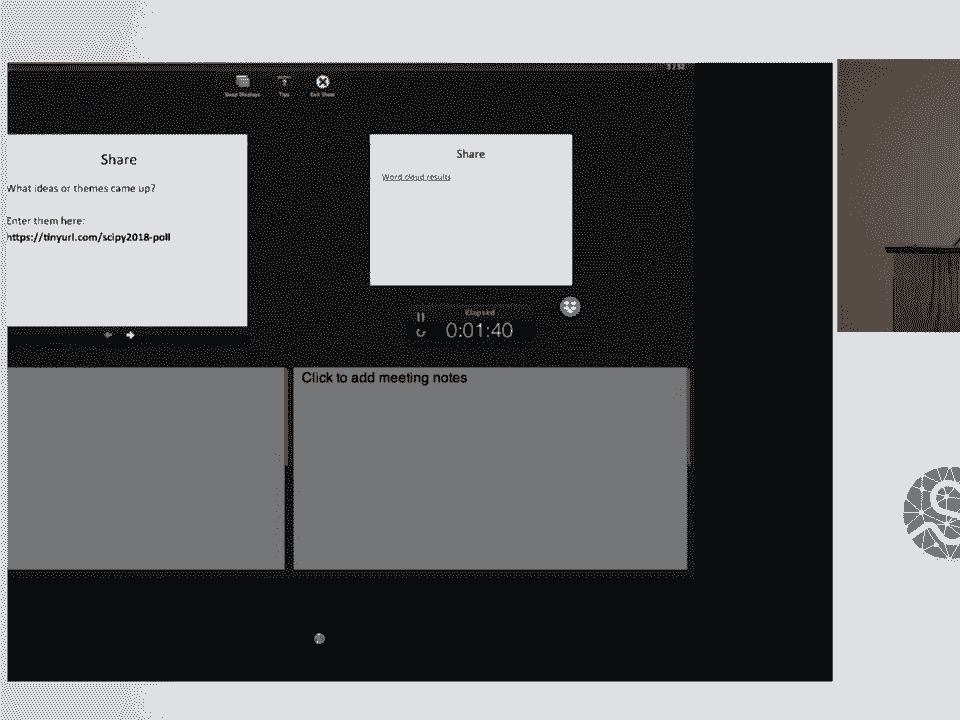 Swap Displays
Tips
Exit Show
Share
What ideas or themes came up?
Enter them here:
https://tinyurl.com/scipy2018-poll
Share
Word cloud results
Elapsed
0:01:40
Click to add meeting notes